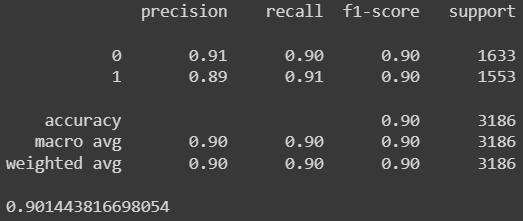 precision recall f1-score support
0 0.91 0.90 0.90 1633
1 0.89 0.91 0.90 1553
accuracy 0.90 3186
macro avg 0.90 0.90 0.90 3186
weighted avg 0.90 0.90 0.90 3186
0.901443816698054